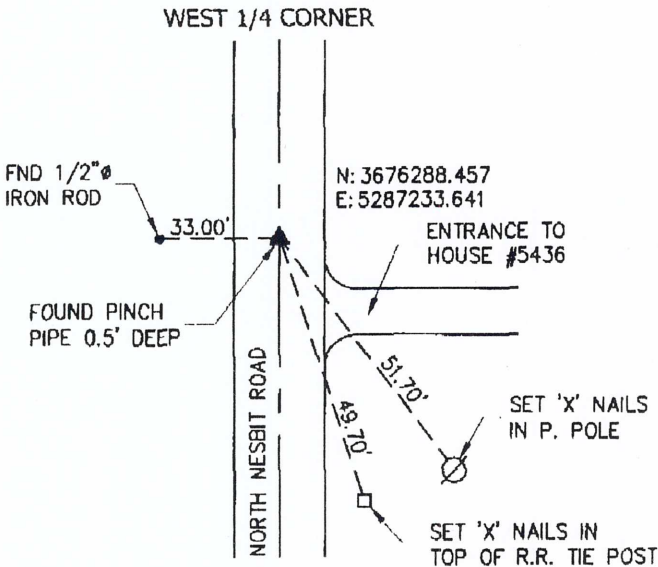 WEST 1/4 CORNER
FND 1/2"ø
IRON ROD
33.00'
N: 3676288.457
E: 5287233.641
ENTRANCE TO
HOUSE #5436
FOUND PINCH
PIPE 0.5' DEEP
NORTH NESBIT ROAD
51.70'
49.70'
SET 'X' NAILS
IN P. POLE
SET 'X' NAILS IN
TOP OF R.R. TIE POST